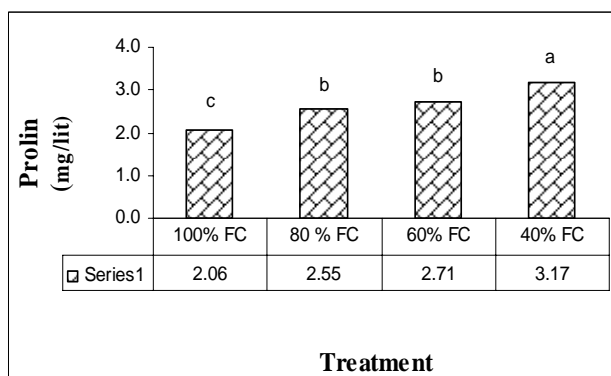 4.0
a
b
b
3.0
c
2.0
1.0
0.0
Prolin
(mg/lit)
100% FC 80 % FC 60% FC 40% FC
Series1 2.06 2.55 2.71 3.17
Treatment